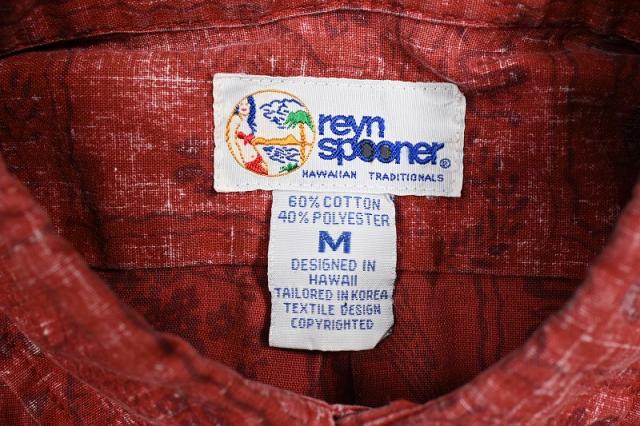 reyn
spooner®
HAWAIIAN TRADITIONALS
60% COTTON
40% POLYESTER
M
DESIGNED IN
HAWAII
TAILORED IN KOREA
TEXTILE DESIGN
COPYRIGHTED